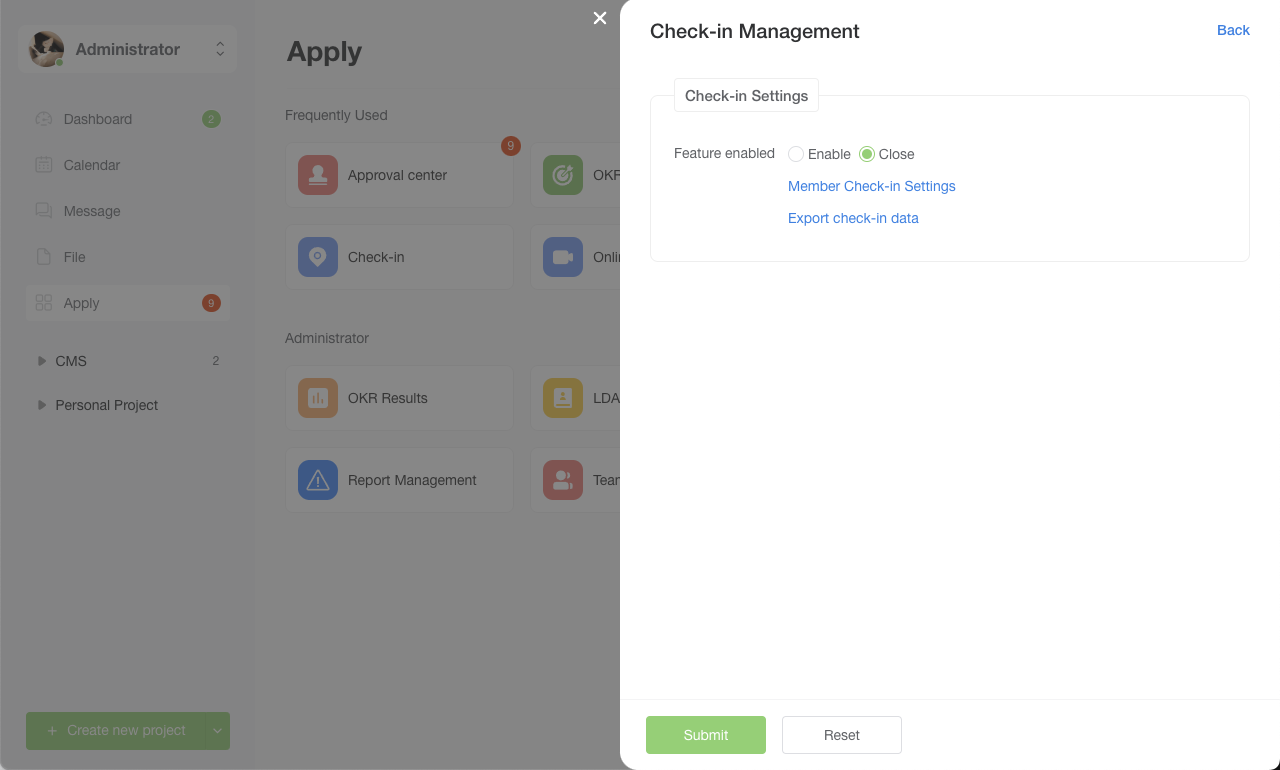 Administrator
Dashboard
2
Calendar
Message
File
Apply
9
CMS
2
Personal Project
+ Create new project
Apply
Frequently Used
Approval center
9
OKR
Check-in
Onli
Administrator
OKR Results
LDA
Report Management
Tear
Check-in Management
Back
Check-in Settings
Feature enabled Enable Close
Member Check-in Settings
Export check-in data
Submit
Reset